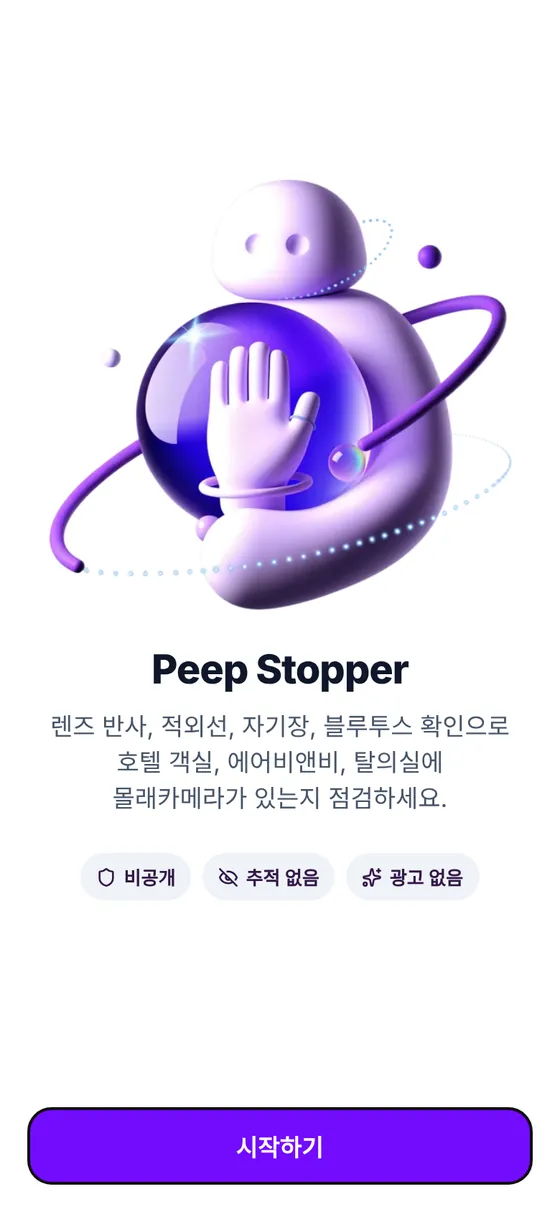 Peep Stopper
렌즈 반사, 적외선, 자기장, 블루투스 확인으로
호텔 객실, 에어비앤비, 탈의실에
몰래카메라가 있는지 점검하세요.
비공개
추적 없음
광고 없음
시작하기